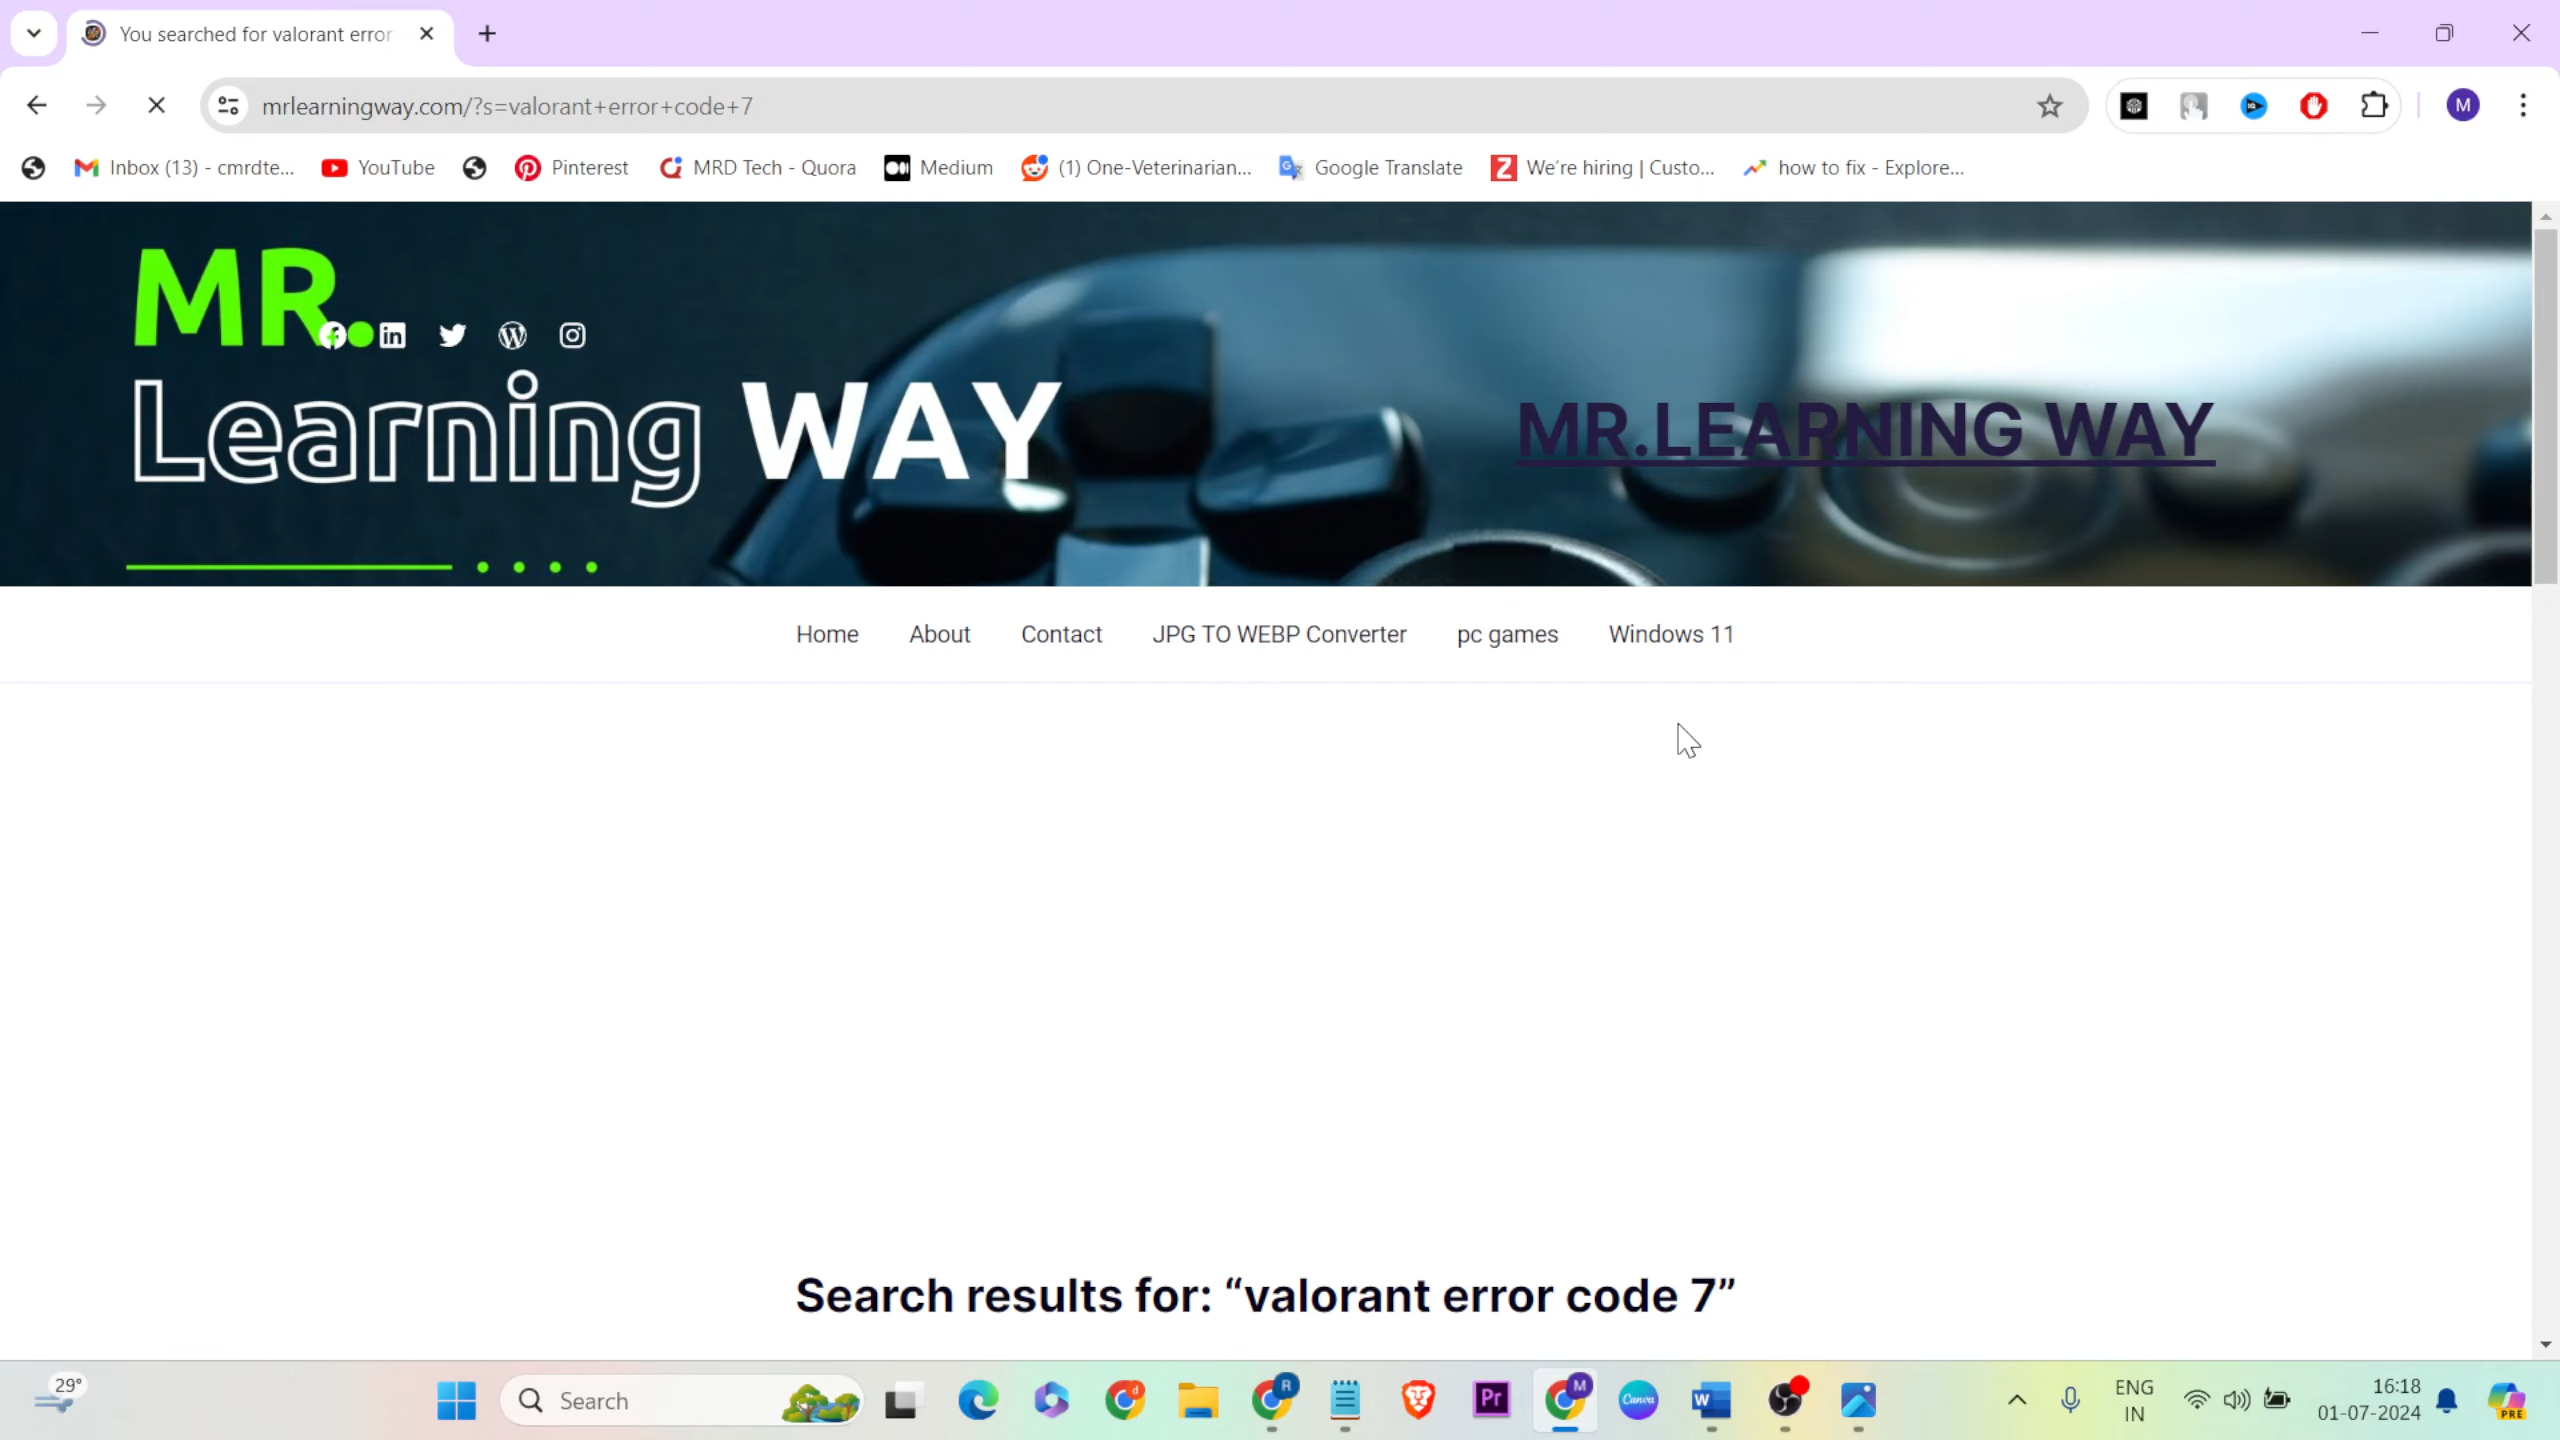 You searched for valorant error
mrlearningway.com/?s=valorant+error+code+7
M
Inbox (13) - cmrdte...
YouTube
Pinterest
MRD Tech - Quora
Medium
(1) One-Veterinarian...
Google Translate
We're hiring | Custo...
how to fix - Explore...
MR.
Learning WAY
MR.LEARNING WAY
Home
About
Contact
JPG TO WEBP Converter
pc games
Windows 11
Search results for: “valorant error code 7”
29°
Search
d
R
Pr
M
Canva
W
ENG
IN
16:18
01-07-2024
PRE